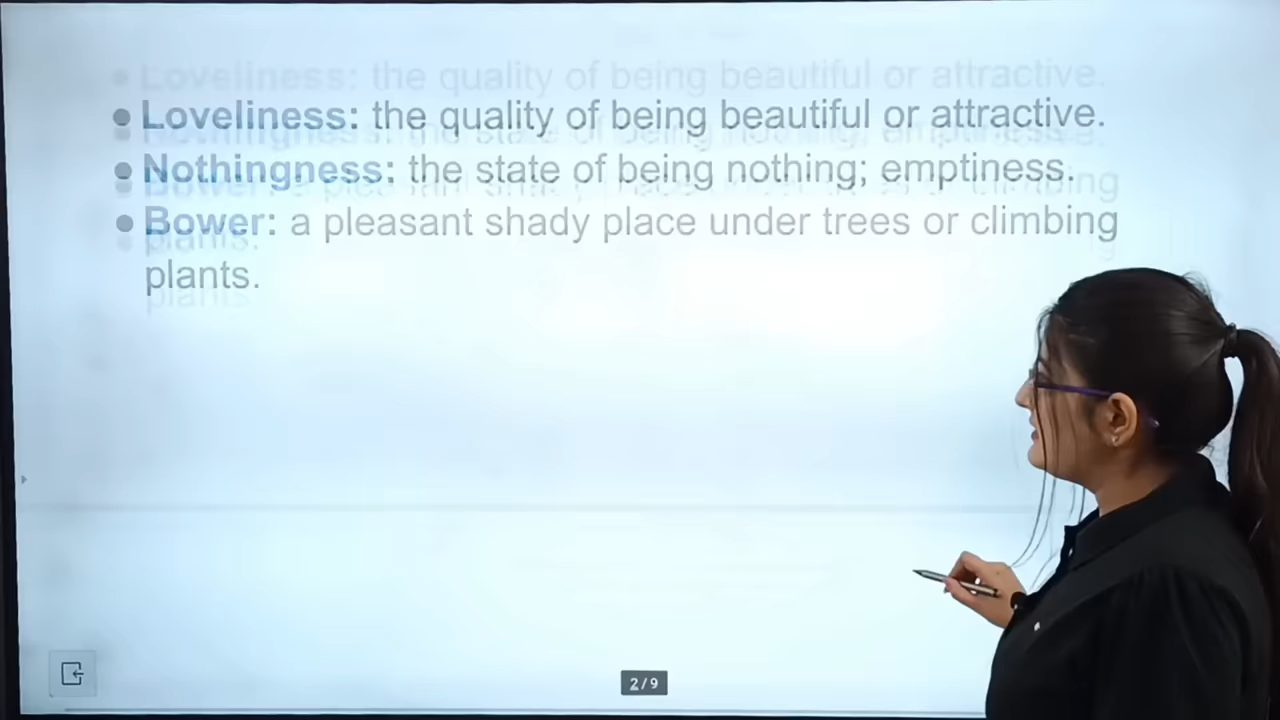 ● Loveliness: the quality of being beautiful or attractive.
● Nothingness: the state of being nothing; emptiness.
● Bower: a pleasant shady place under trees or climbing
plants.
2/9